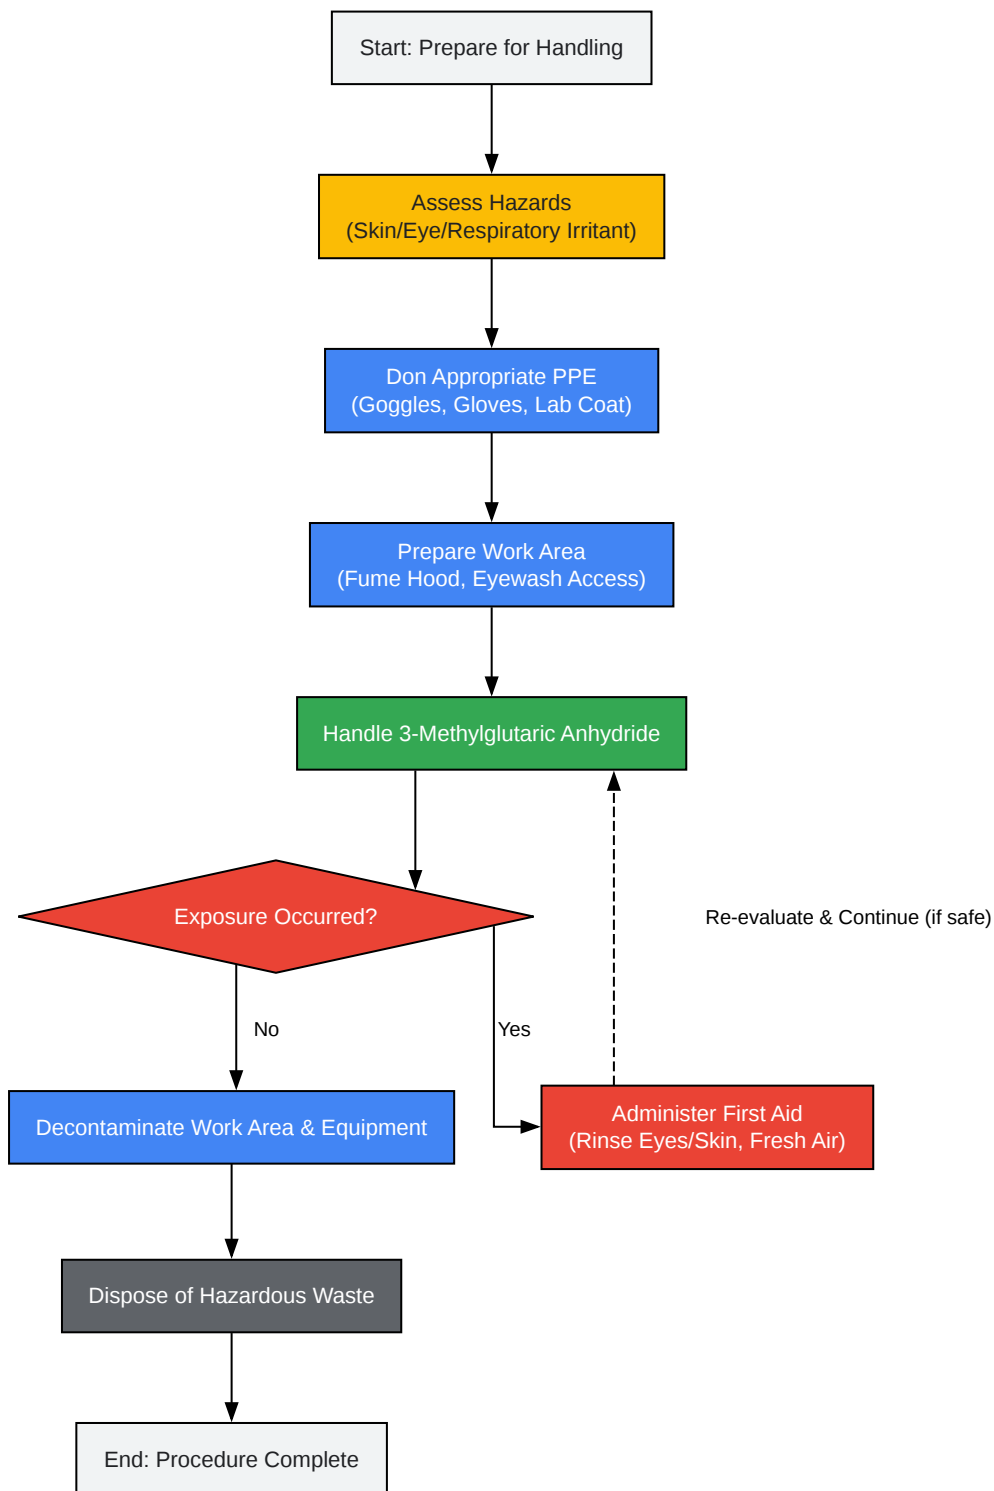 Start: Prepare for Handling
Assess Hazards
(Skin/Eye/Respiratory Irritant)
Don Appropriate PPE
(Goggles, Gloves, Lab Coat)
Prepare Work Area
(Fume Hood, Eyewash Access)
Handle 3-Methylglutaric Anhydride
Exposure Occurred?
Re-evaluate & Continue (if safe)
No
Yes
Decontaminate Work Area & Equipment
Administer First Aid
(Rinse Eyes/Skin, Fresh Air)
Dispose of Hazardous Waste
End: Procedure Complete